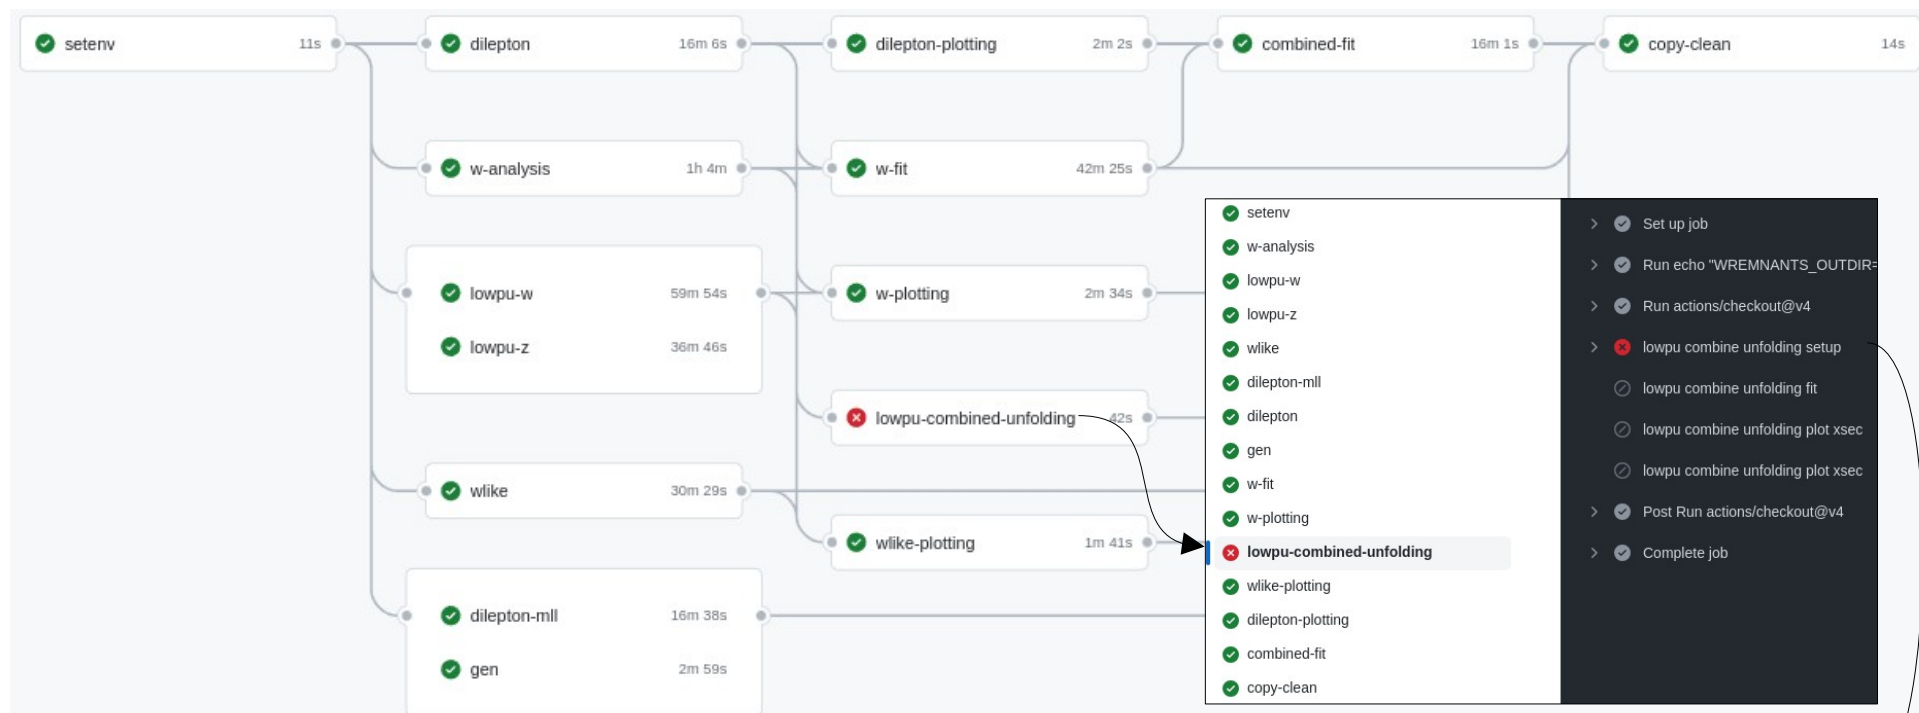 setenv 11s
dilepton 16m 6s
dilepton-plotting 2m 2s
combined-fit 16m 1s
copy-clean 14s
w-analysis 1h 4m
w-fit 42m 25s
lowpu-w 59m 54s
lowpu-z 36m 46s
w-plotting 2m 34s
lowpu-combined-unfolding 42s
wlike 30m 29s
wlike-plotting 1m 41s
dilepton-mll 16m 38s
gen 2m 59s
setenv
w-analysis
lowpu-w
lowpu-z
wlike
dilepton-mll
dilepton
gen
w-fit
w-plotting
lowpu-combined-unfolding
wlike-plotting
dilepton-plotting
combined-fit
copy-clean
Set up job
Run echo "WREMNANTS_OUTDIR=
Run actions/checkout@v4
lowpu combine unfolding setup
lowpu combine unfolding fit
lowpu combine unfolding plot xsec
lowpu combine unfolding plot xsec
Post Run actions/checkout@v4
Complete job